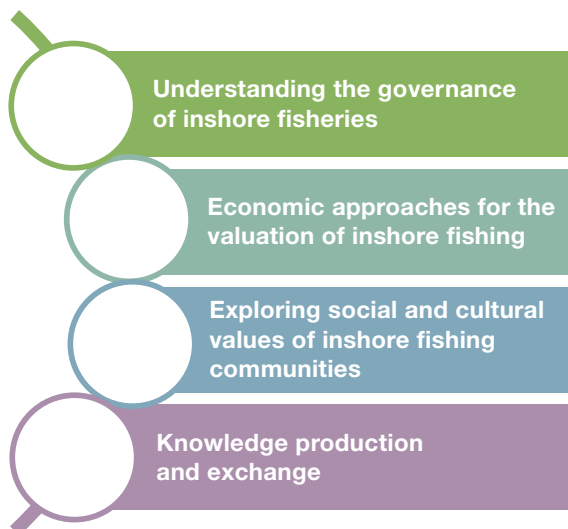 Understanding the governance
of inshore fisheries
Economic approaches for the
valuation of inshore fishing
Exploring social and cultural
values of inshore fishing
communities
Knowledge production
and exchange